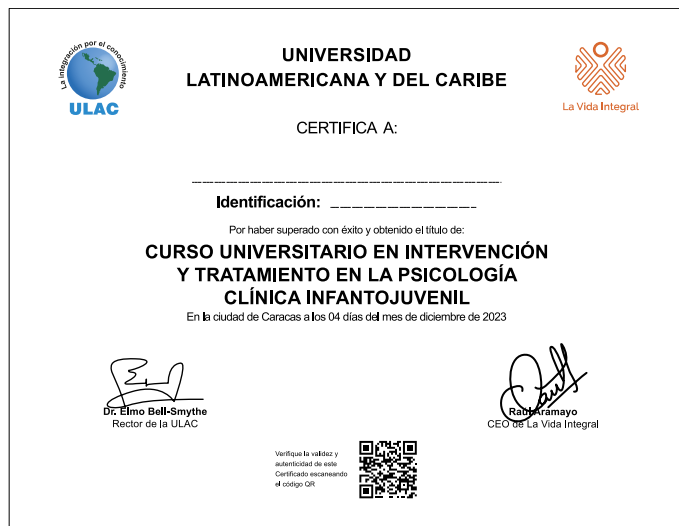 La integración por el conocimiento
ULAC
UNIVERSIDAD
LATINOAMERICANA Y DEL CARIBE
La Vida Integral
CERTIFICA A:
Identificación:
Por haber superado con éxito y obtenido el título de:
CURSO UNIVERSITARIO EN INTERVENCIÓN
Y TRATAMIENTO EN LA PSICOLOGÍA
CLÍNICA INFANTOJUVENIL
En la ciudad de Caracas a los 04 días del mes de diciembre de 2023
Dr. Elmo Bell-Smythe
Rector de la ULAC
Raúl Aramayo
CEO de La Vida Integral
Verifique la validez y
autenticidad de este
Certificado escaneando
el código QR